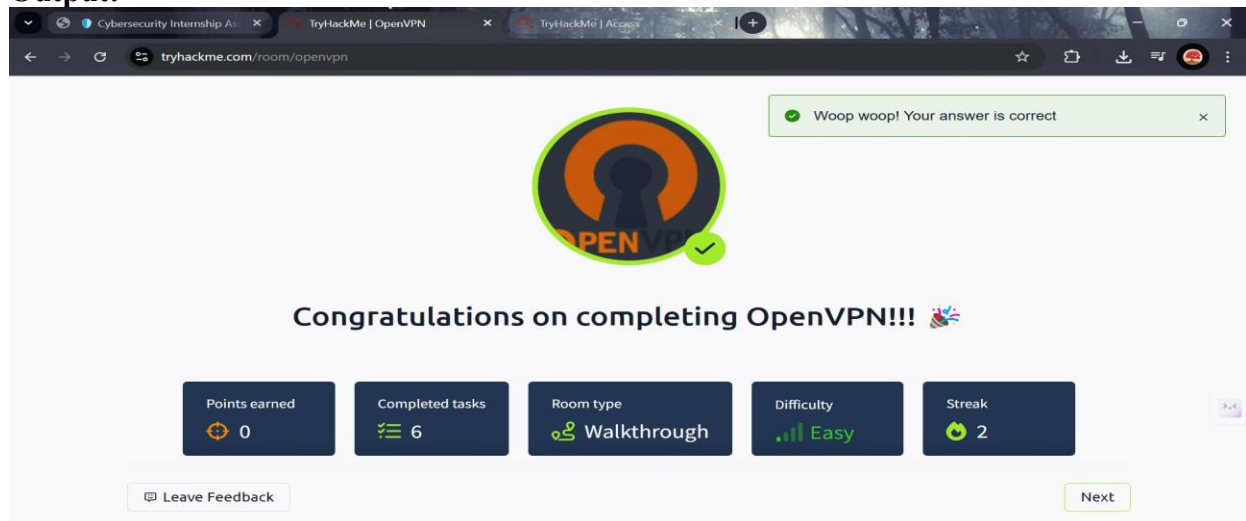 Output:
Cybersecurity Internship As
TryHackMe | OpenVPN
TryHackMe | Access
tryhackme.com/room/openvpn
Woop woop! Your answer is correct
OPENVPN
Congratulations on completing OpenVPN!!! 🎉
Points earned
0
Completed tasks
6
Room type
Walkthrough
Difficulty
Easy
Streak
2
Leave Feedback
Next